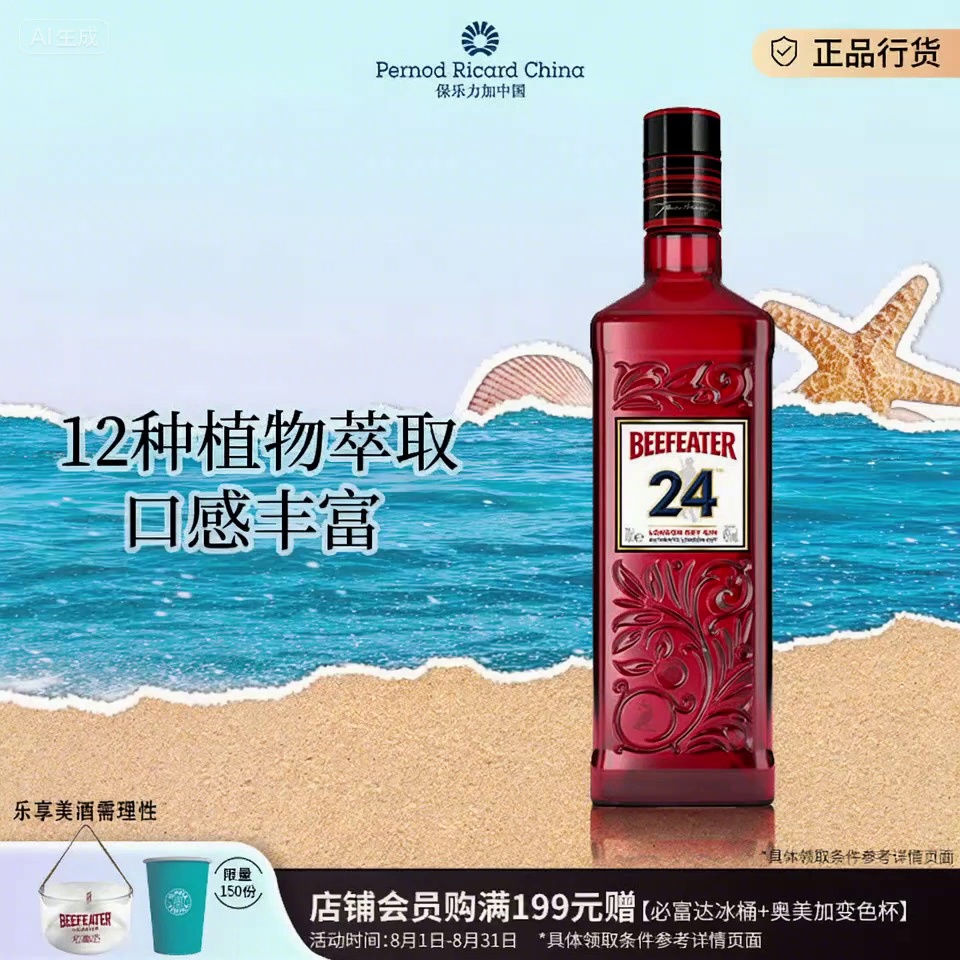 AI生成
Pernod Ricard China
保乐力加中国
正品行货
12种植物萃取
口感丰富
BEEFEATER
24
LONDON DRY GIN
乐享美酒需理性
BEEFEATER
限量
150份
*具体领取条件参考详情页面
店铺会员购满199元赠【必富达冰桶+奥美加变色杯】
活动时间:8月1日-8月31日 *具体领取条件参考详情页面